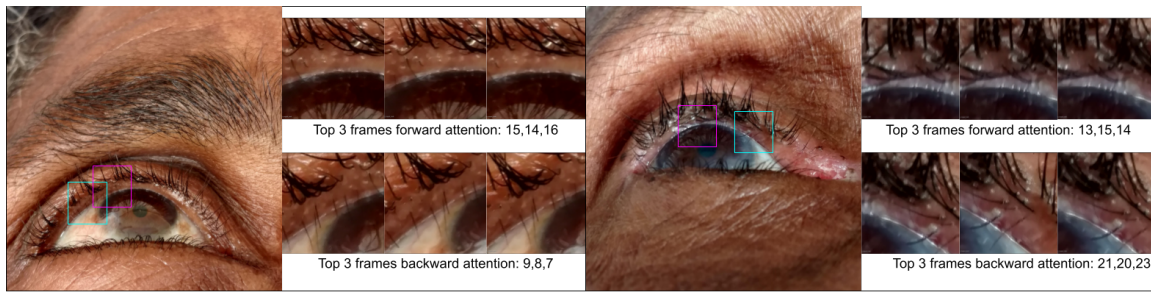 Top 3 frames forward attention: 15,14,16
Top 3 frames backward attention: 9,8,7
Top 3 frames forward attention: 13,15,14
Top 3 frames backward attention: 21,20,23